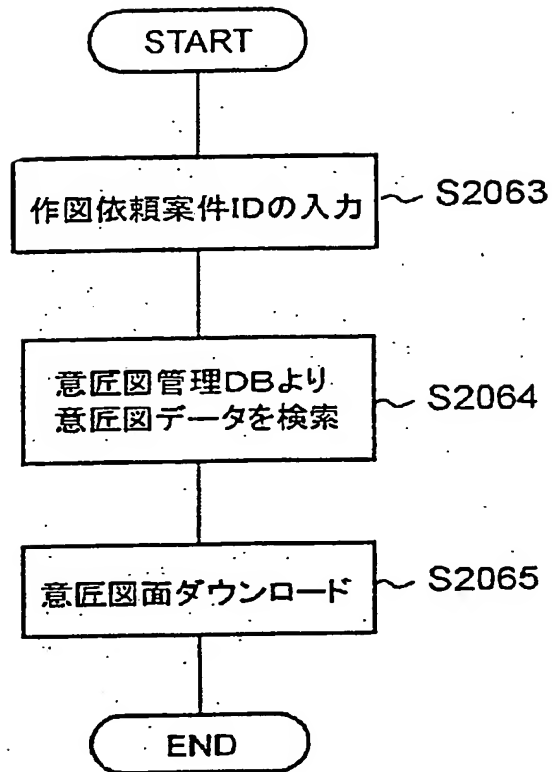 START
作図依頼案件IDの入力
S2063
意匠図管理DBより
意匠図データを検索
S2064
意匠図面ダウンロード
S2065
END